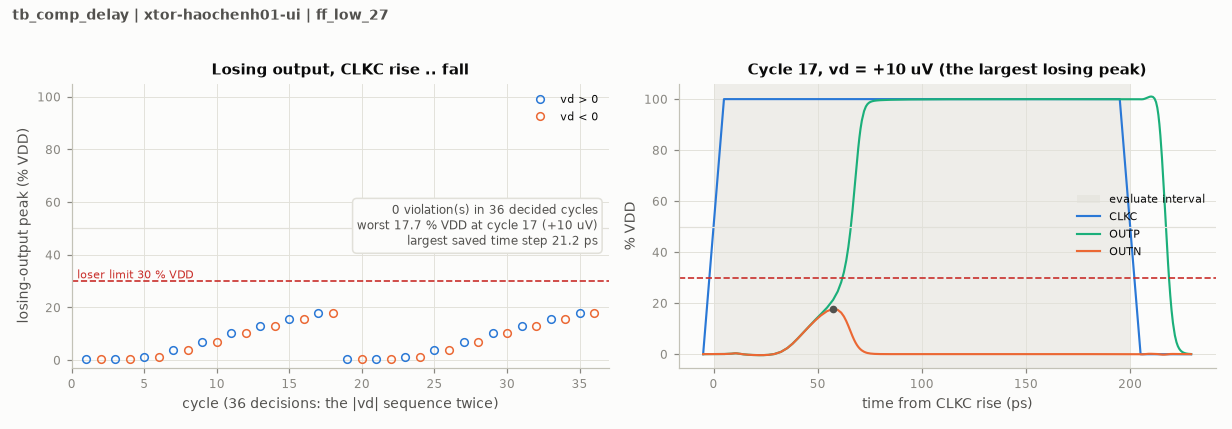 tb_comp_delay | xtor-haochenh01-ui | ff_low_27
Losing output, CLKC rise .. fall
losing-output peak (% VDD)
100
80
60
40
20
0
vd > 0
vd < 0
0 violation(s) in 36 decided cycles
worst 17.7 % VDD at cycle 17 (+10 uV)
largest saved time step 21.2 ps
loser limit 30 % VDD
0 5 10 15 20 25 30 35
cycle (36 decisions: the |vd| sequence twice)
Cycle 17, vd = +10 uV (the largest losing peak)
% VDD
100
80
60
40
20
0
evaluate interval
CLKC
OUTP
OUTN
0 50 100 150 200
time from CLKC rise (ps)